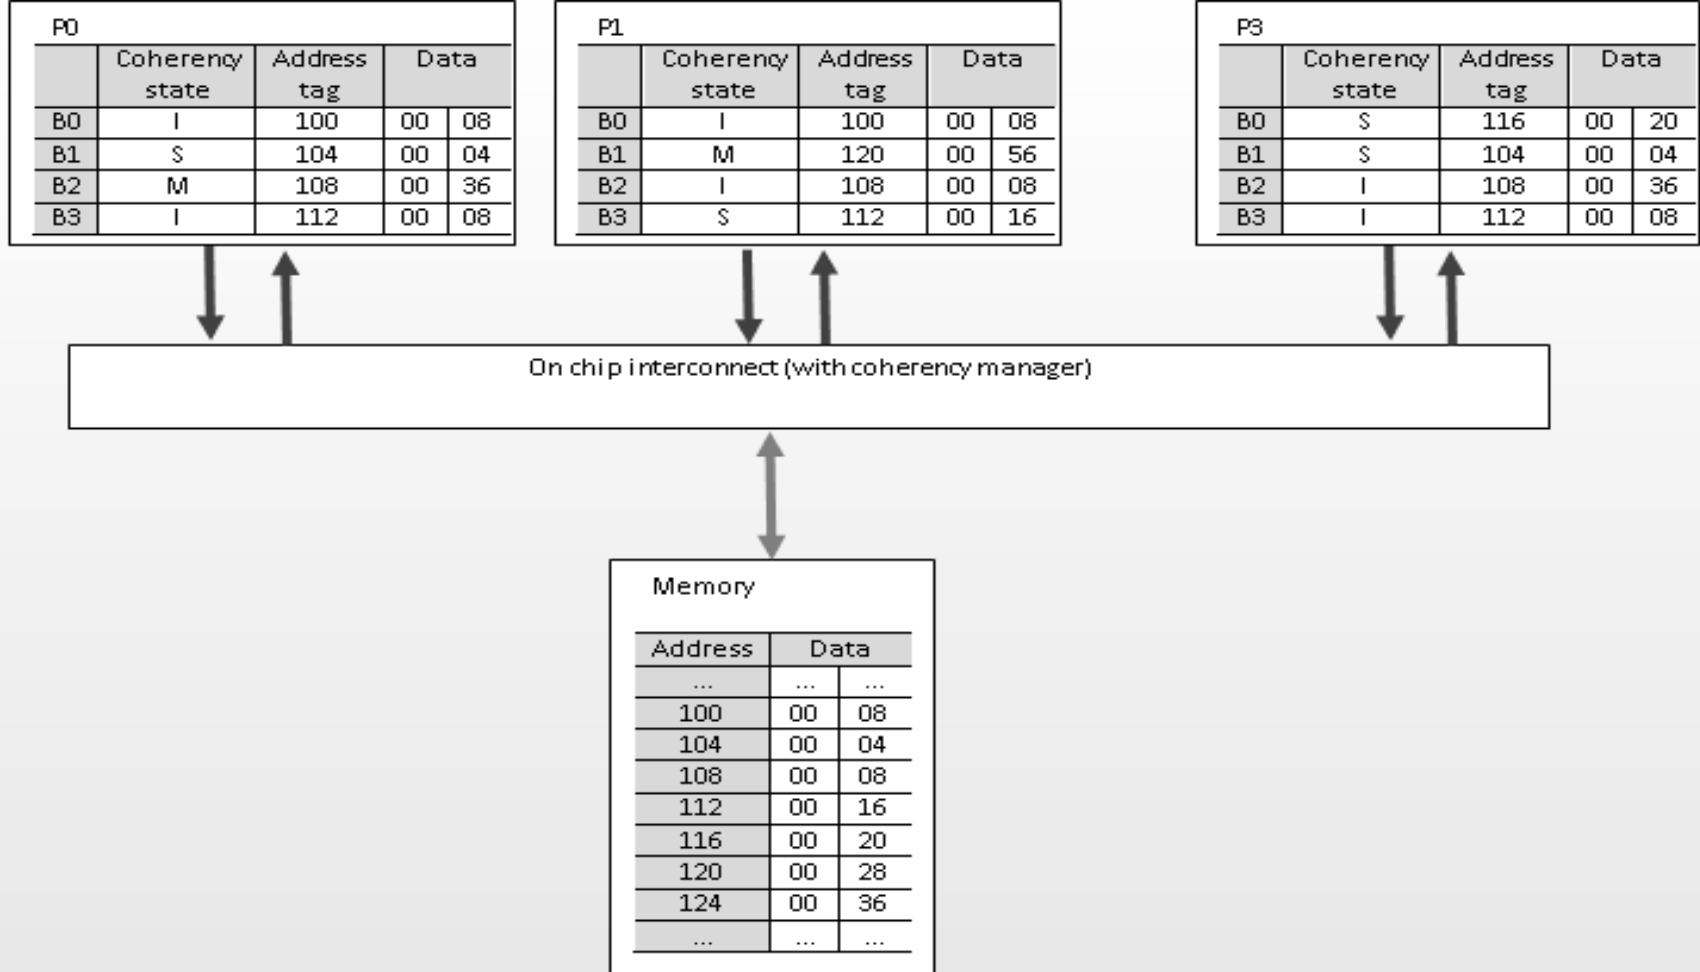 P0
Coherency state Address tag Data
B0 I 100 00 08
B1 S 104 00 04
B2 M 108 00 36
B3 I 112 00 08
P1
Coherency state Address tag Data
B0 I 100 00 08
B1 M 120 00 56
B2 I 108 00 08
B3 S 112 00 16
P3
Coherency state Address tag Data
B0 S 116 00 20
B1 S 104 00 04
B2 I 108 00 36
B3 I 112 00 08
On chip interconnect (with coherency manager)
Memory
Address Data
... ... ...
100 00 08
104 00 04
108 00 08
112 00 16
116 00 20
120 00 28
124 00 36
... ... ...